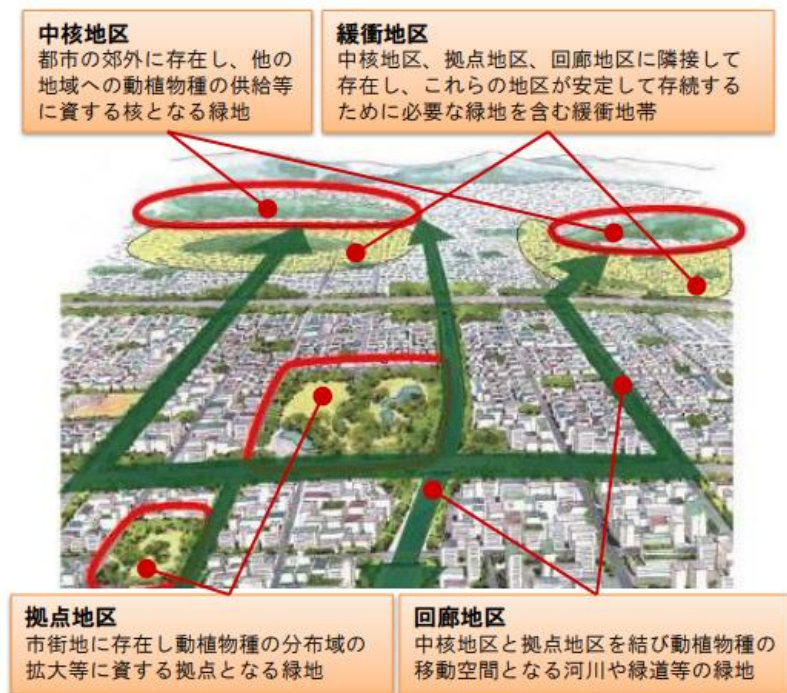 中核地区
都市の郊外に存在し、他の
地域への動植物種の供給等
に資する核となる緑地
緩衝地区
中核地区、拠点地区、回廊地区に隣接して
存在し、これらの地区が安定して存続する
ために必要な緑地を含む緩衝地帯
拠点地区
市街地に存在し動植物種の分布域の
拡大等に資する拠点となる緑地
回廊地区
中核地区と拠点地区を結び動植物種の
移動空間となる河川や緑道等の緑地